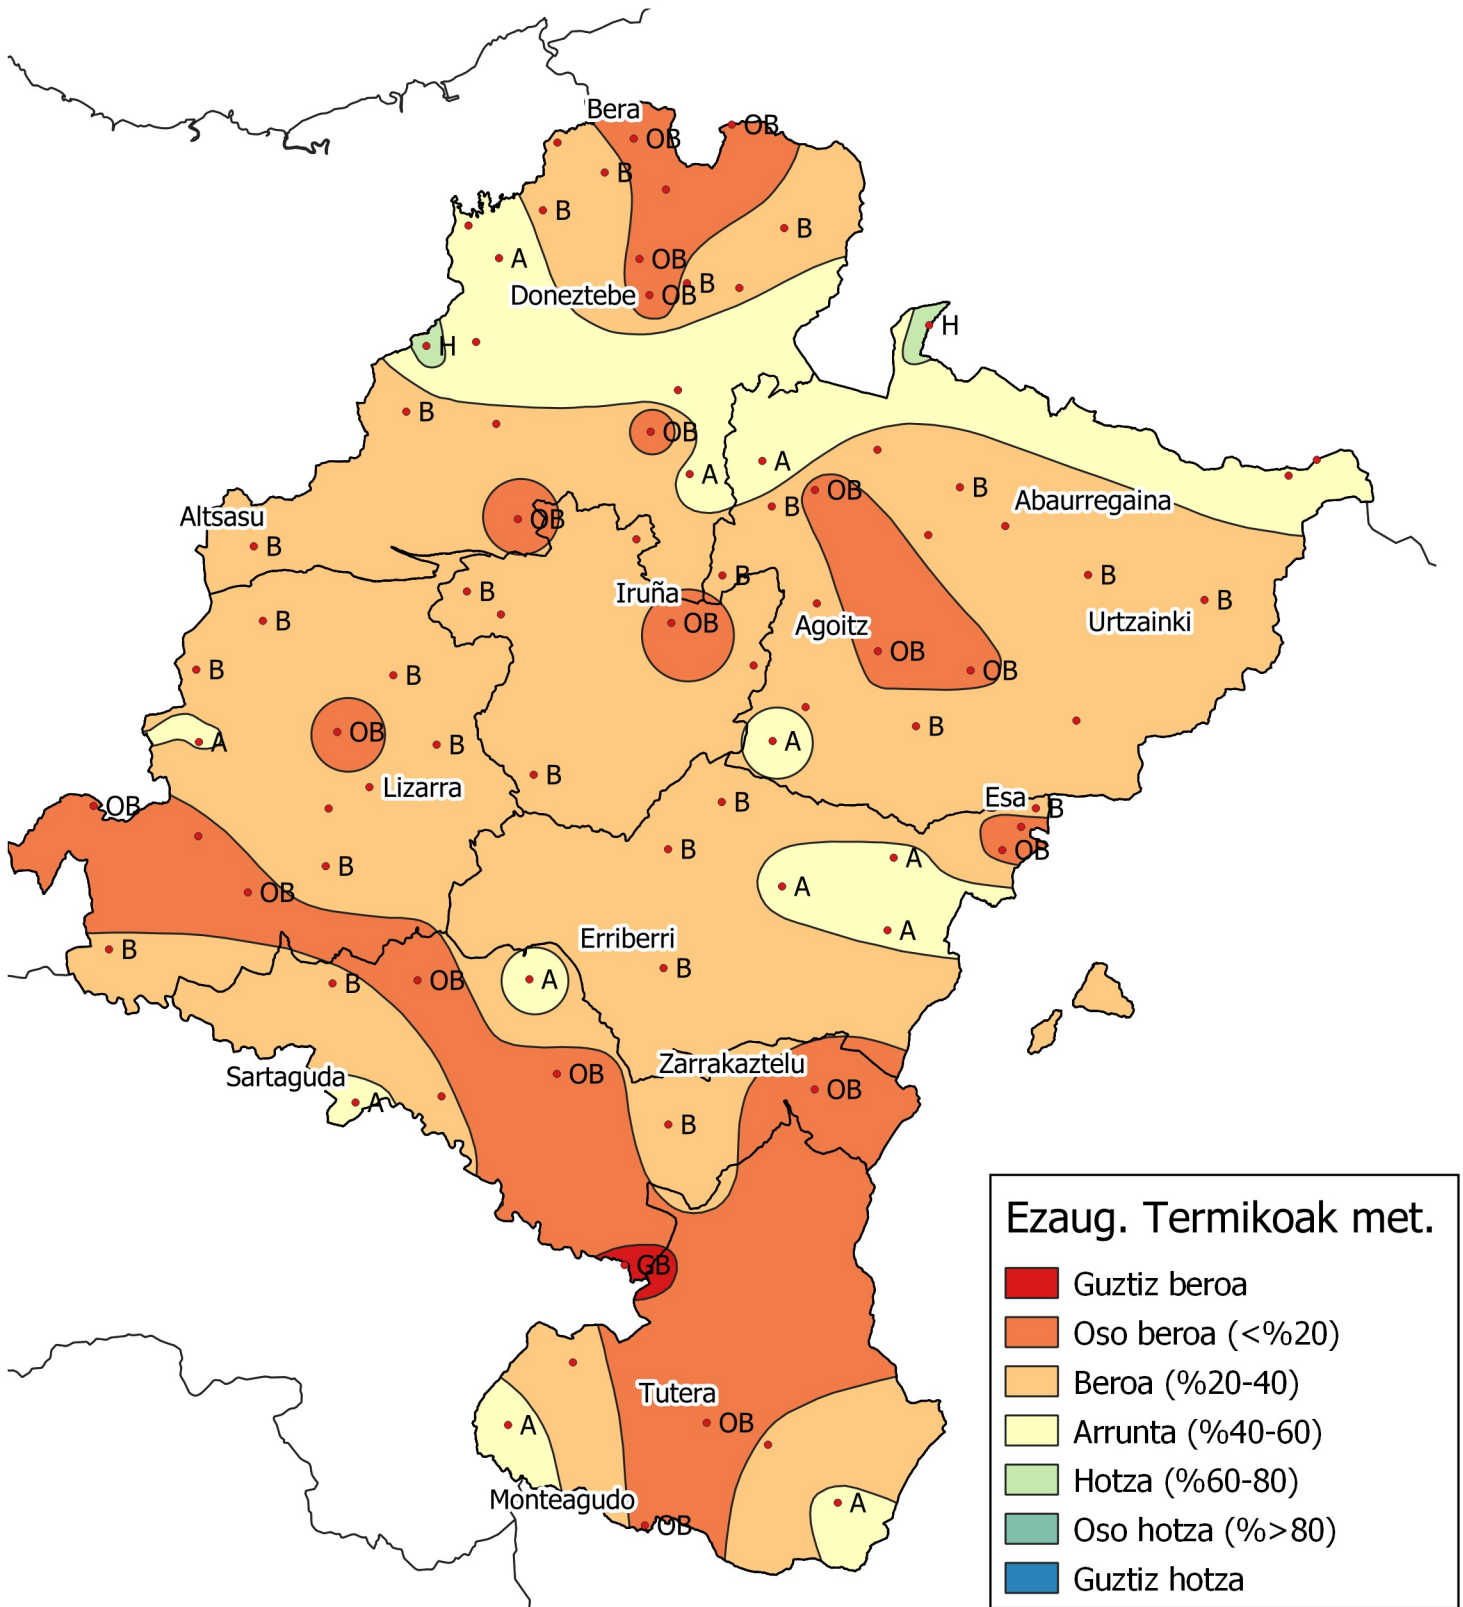 Bera
OB
OB
B
B
B
A
OB
B
Doneztebe
OB
H
H
B
OB
A
A
B
OB
B
Abaurregaina
Altsasu
OB
B
B
B
B
Iruña
B
B
OB
Agoitz
Urtzainki
B
B
OB
OB
B
OB
A
B
A
B
B
Lizarra
B
Esa
OB
B
B
OB
A
B
A
OB
A
Erriberri
B
B
B
OB
A
Zarrakaztelu
Sartaguda
OB
OB
A
B
GB
Tutera
OB
A
Monteagudo
A
OB
Ezaug. Termikoak met.
Guztiz beroa
Oso beroa (<%20)
Beroa (%20-40)
Arrunta (%40-60)
Hotza (%60-80)
Oso hotza (%>80)
Guztiz hotza